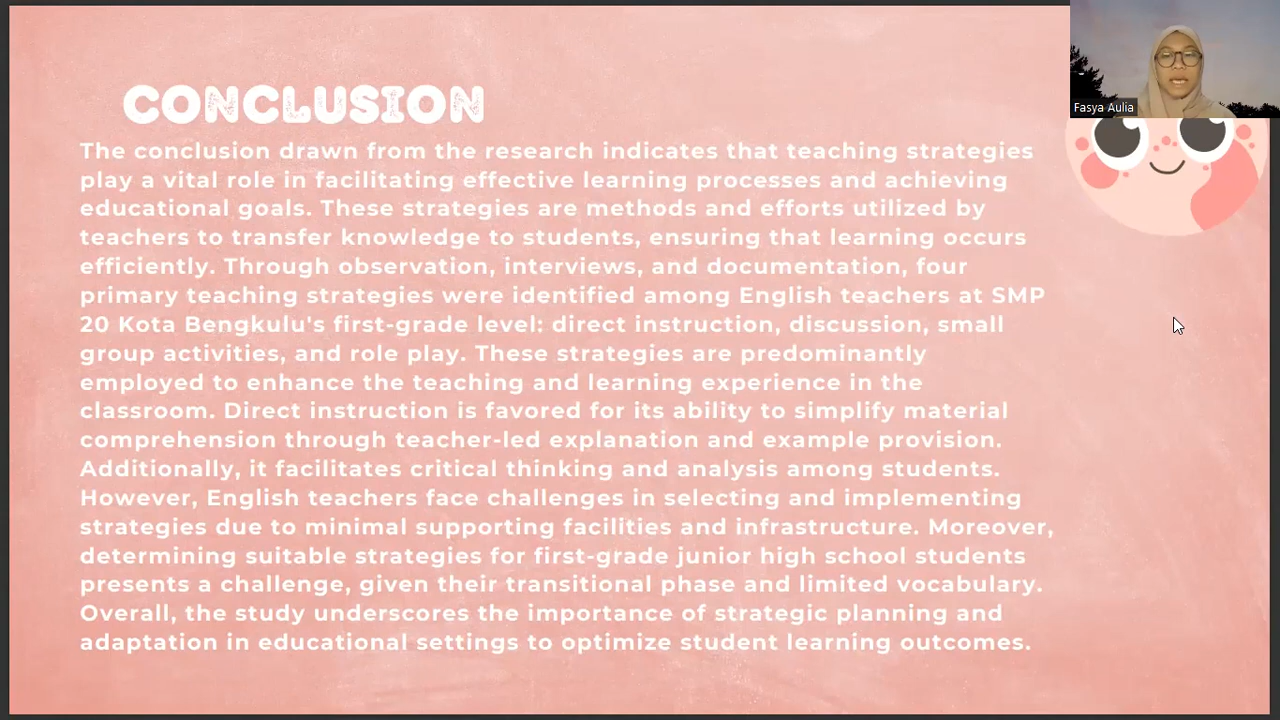 CONCLUSION
The conclusion drawn from the research indicates that teaching strategies
play a vital role in facilitating effective learning processes and achieving
educational goals. These strategies are methods and efforts utilized by
teachers to transfer knowledge to students, ensuring that learning occurs
efficiently. Through observation, interviews, and documentation, four
primary teaching strategies were identified among English teachers at SMP
20 Kota Bengkulu's first-grade level: direct instruction, discussion, small
group activities, and role play. These strategies are predominantly
employed to enhance the teaching and learning experience in the
classroom. Direct instruction is favored for its ability to simplify material
comprehension through teacher-led explanation and example provision.
Additionally, it facilitates critical thinking and analysis among students.
However, English teachers face challenges in selecting and implementing
strategies due to minimal supporting facilities and infrastructure. Moreover,
determining suitable strategies for first-grade junior high school students
presents a challenge, given their transitional phase and limited vocabulary.
Overall, the study underscores the importance of strategic planning and
adaptation in educational settings to optimize student learning outcomes.
Fasya Aulia